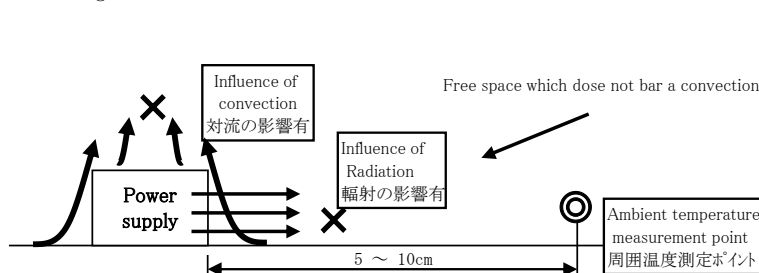 Influence of
convection
対流の影響有
Free space which dose not bar a convection
Influence of
Radiation
輻射の影響有
Power
supply
Ambient temperature
measurement point
周囲温度測定ポイント
5 ～ 10cm